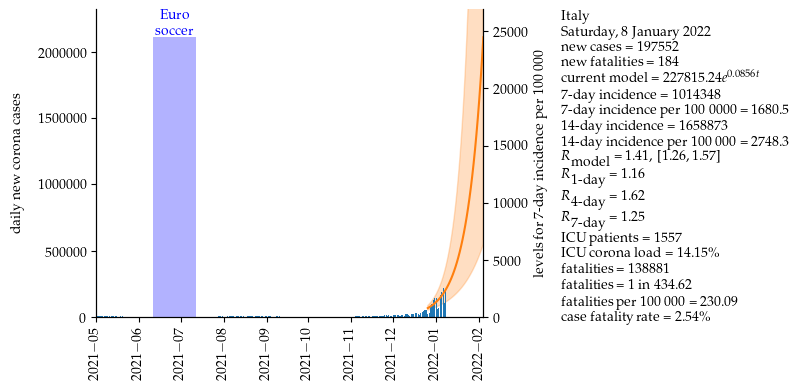 Euro
soccer
daily new corona cases
2000000
1500000
1000000
500000
0
2021−05
2021−06
2021−07
2021−08
2021−09
2021−10
2021−11
2021−12
2022−01
2022−02
25000
20000
15000
10000
5000
0
levels for 7-day incidence per 100 000
Italy
Saturday, 8 January 2022
new cases = 197552
new fatalities = 184
current model = 227815.24e^0.0856t
7-day incidence = 1014348
7-day incidence per 100 0000 = 1680.5
14-day incidence = 1658873
14-day incidence per 100 000 = 2748.3
R model = 1.41, [1.26, 1.57]
R 1-day = 1.16
R 4-day = 1.62
R 7-day = 1.25
ICU patients = 1557
ICU corona load = 14.15%
fatalities = 138881
fatalities = 1 in 434.62
fatalities per 100 000 = 230.09
case fatality rate = 2.54%